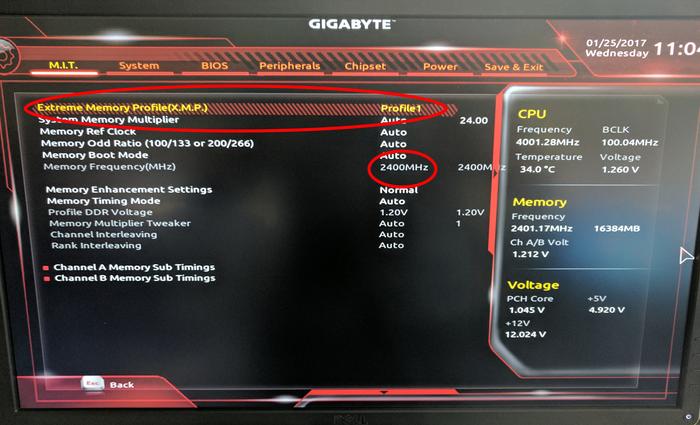 GIGABYTE™
01/25/2017
Wednesday 11:04
M.I.T. System BIOS Peripherals Chipset Power Save & Exit
Extreme Memory Profile(X.M.P.) Profile1
System Memory Multiplier Auto 24.00
Memory Ref Clock Auto
Memory Odd Ratio (100/133 or 200/266) Auto
Memory Boot Mode Auto
Memory Frequency(MHz) 2400MHz 2400MHz
Memory Enhancement Settings Normal
Memory Timing Mode Auto
Profile DDR Voltage 1.20V 1.20V
Memory Multiplier Tweaker Auto 1
Channel Interleaving Auto
Rank Interleaving Auto
Channel A Memory Sub Timings
Channel B Memory Sub Timings
Esc Back
CPU
Frequency BCLK
4001.28MHz 100.04MHz
Temperature Voltage
34.0 °C 1.260 V
Memory
Frequency
2401.17MHz 16384MB
Ch A/B Volt
1.212 V
Voltage
PCH Core +5V
1.045 V 4.920 V
+12V
12.024 V
DELL